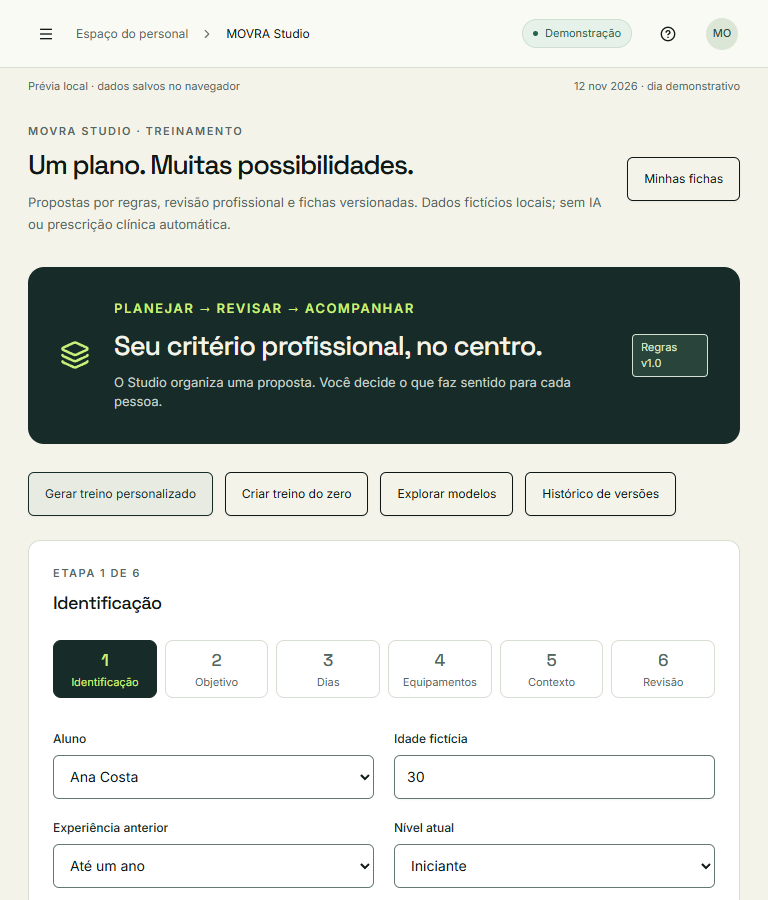 Espaço do personal
MOVRA Studio
Demonstração
MO
Prévia local · dados salvos no navegador
12 nov 2026 · dia demonstrativo
MOVRA STUDIO · TREINAMENTO
Um plano. Muitas possibilidades.
Propostas por regras, revisão profissional e fichas versionadas. Dados fictícios locais; sem IA
ou prescrição clínica automática.
Minhas fichas
PLANEJAR → REVISAR → ACOMPANHAR
Seu critério profissional, no centro.
O Studio organiza uma proposta. Você decide o que faz sentido para cada
pessoa.
Regras
v1.0
Gerar treino personalizado
Criar treino do zero
Explorar modelos
Histórico de versões
ETAPA 1 DE 6
Identificação
1
Identificação
2
Objetivo
3
Dias
4
Equipamentos
5
Contexto
6
Revisão
Aluno
Ana Costa
Idade fictícia
30
Experiência anterior
Até um ano
Nível atual
Iniciante